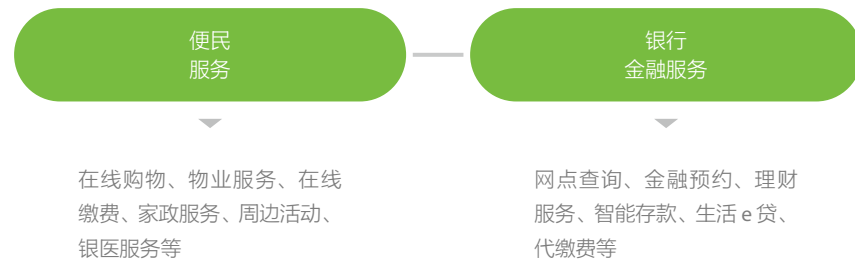 便民
服务
银行
金融服务
在线购物、物业服务、在线
缴费、家政服务、周边活动、
银医服务等
网点查询、金融预约、理财
服务、智能存款、生活 e 贷、
代缴费等